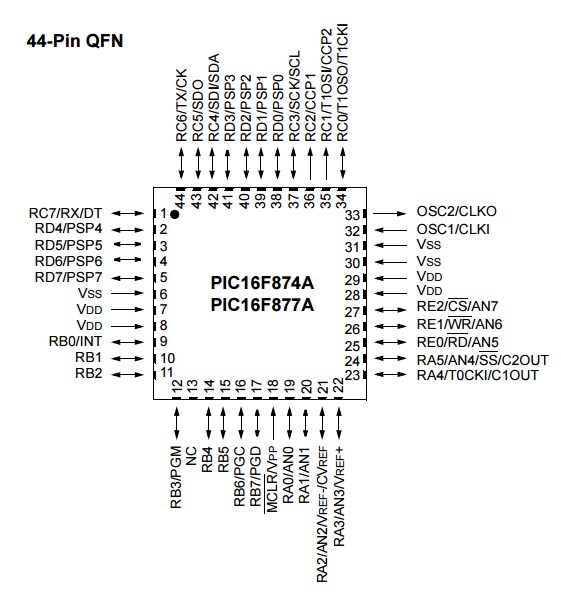 44-Pin QFN
RC6/TX/CK
RC5/SDO
RC4/SDI/SDA
RD3/PSP3
RD2/PSP2
RD1/PSP1
RD0/PSP0
RC3/SCK/SCL
RC2/CCP1
RC1/T1OSI/CCP2
RC0/T1OSO/T1CKI
44
43
42
41
40
39
38
37
36
35
34
RC7/RX/DT 1
RD4/PSP4 2
RD5/PSP5 3
RD6/PSP6 4
RD7/PSP7 5
VSS 6
VDD 7
VDD 8
RB0/INT 9
RB1 10
RB2 11
PIC16F874A
PIC16F877A
33 OSC2/CLKO
32 OSC1/CLKI
31 VSS
30 VSS
29 VDD
28 VDD
27 RE2/CS/AN7
26 RE1/WR/AN6
25 RE0/RD/AN5
24 RA5/AN4/SS/C2OUT
23 RA4/T0CKI/C1OUT
12
13
14
15
16
17
18
19
20
21
22
RB3/PGM
NC
RB4
RB5
RB6/PGC
RB7/PGD
MCLR/VPP
RA0/AN0
RA1/AN1
RA2/AN2/VREF-/CVREF
RA3/AN3/VREF+